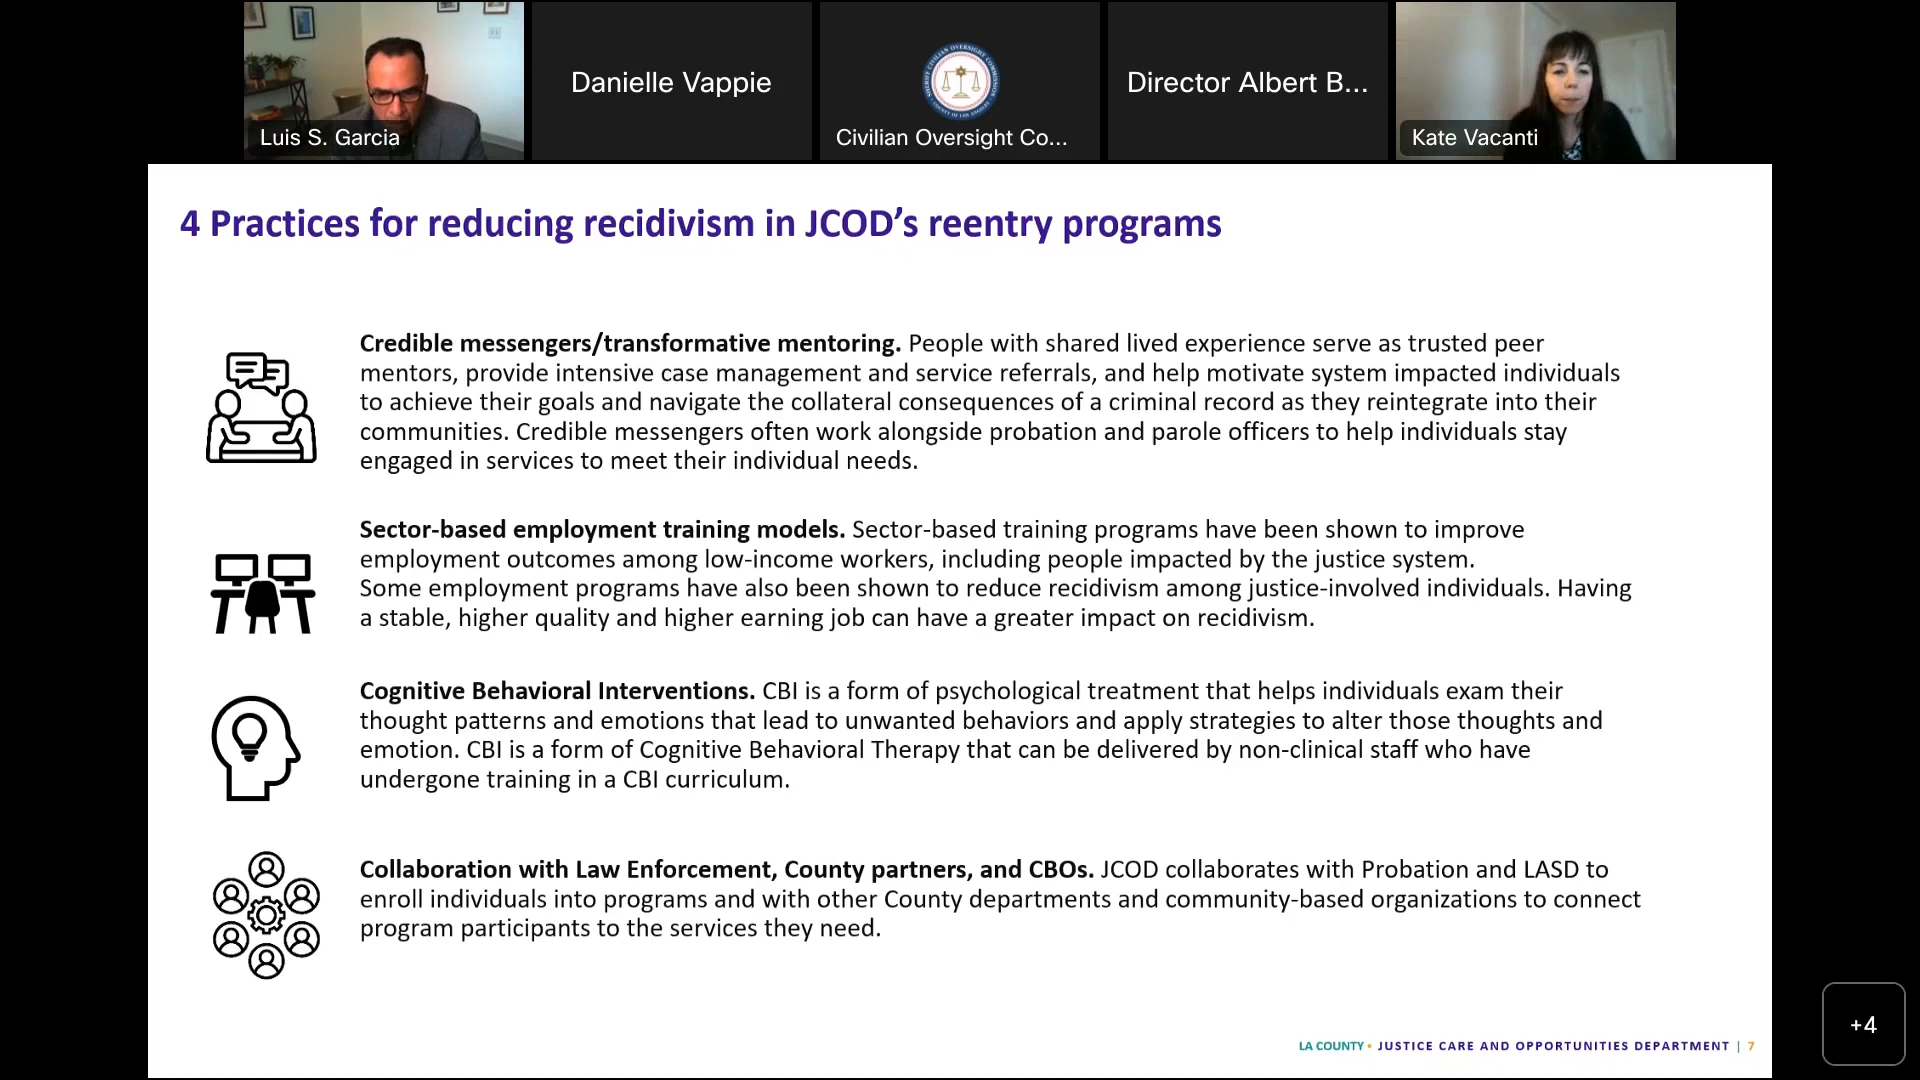 Luis S. Garcia
Danielle Vappie
Civilian Oversight Co...
Director Albert B...
Kate Vacanti
4 Practices for reducing recidivism in JCOD’s reentry programs
Credible messengers/transformative mentoring. People with shared lived experience serve as trusted peer
mentors, provide intensive case management and service referrals, and help motivate system impacted individuals
to achieve their goals and navigate the collateral consequences of a criminal record as they reintegrate into their
communities. Credible messengers often work alongside probation and parole officers to help individuals stay
engaged in services to meet their individual needs.
Sector-based employment training models. Sector-based training programs have been shown to improve
employment outcomes among low-income workers, including people impacted by the justice system.
Some employment programs have also been shown to reduce recidivism among justice-involved individuals. Having
a stable, higher quality and higher earning job can have a greater impact on recidivism.
Cognitive Behavioral Interventions. CBI is a form of psychological treatment that helps individuals exam their
thought patterns and emotions that lead to unwanted behaviors and apply strategies to alter those thoughts and
emotion. CBI is a form of Cognitive Behavioral Therapy that can be delivered by non-clinical staff who have
undergone training in a CBI curriculum.
Collaboration with Law Enforcement, County partners, and CBOs. JCOD collaborates with Probation and LASD to
enroll individuals into programs and with other County departments and community-based organizations to connect
program participants to the services they need.
+4
LA COUNTY • JUSTICE CARE AND OPPORTUNITIES DEPARTMENT | 7